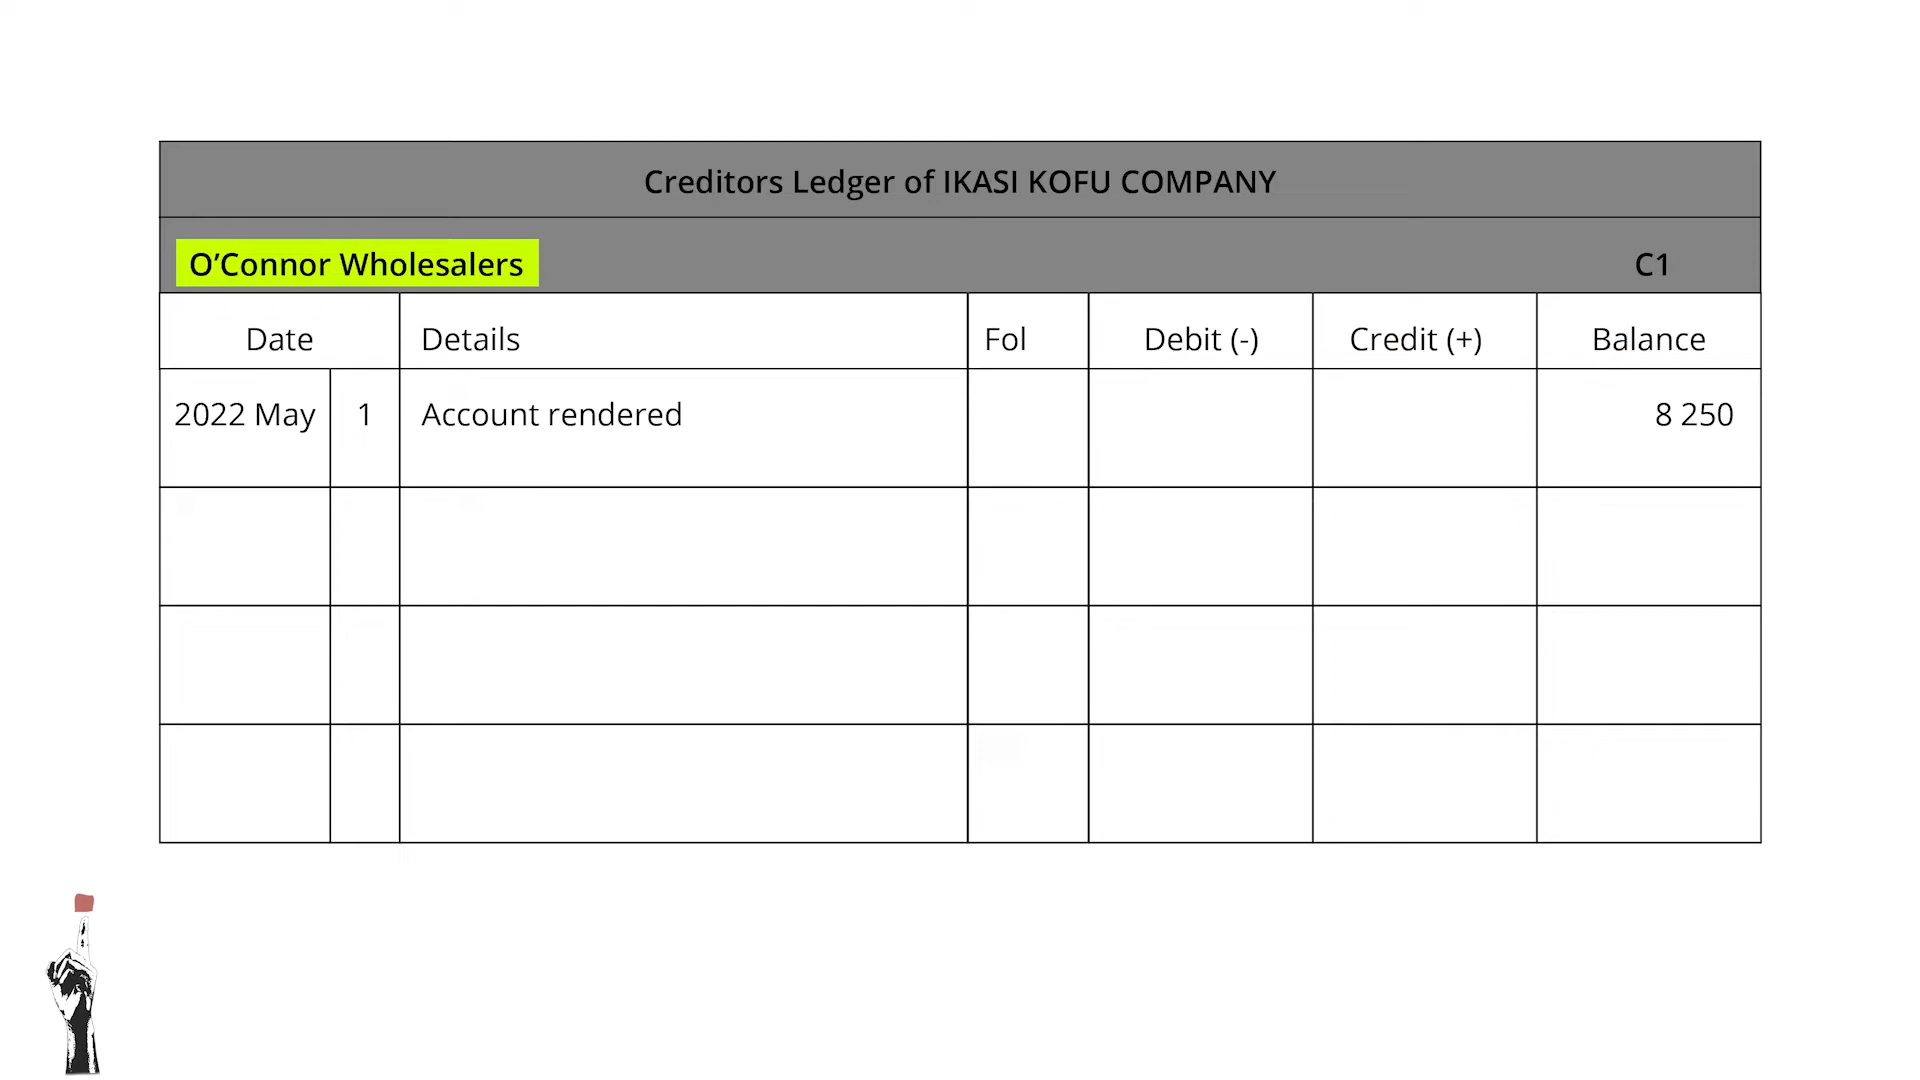 Creditors Ledger of IKASI KOFU COMPANY
O’Connor Wholesalers C1
Date Details Fol Debit (-) Credit (+) Balance
2022 May 1 Account rendered 8 250